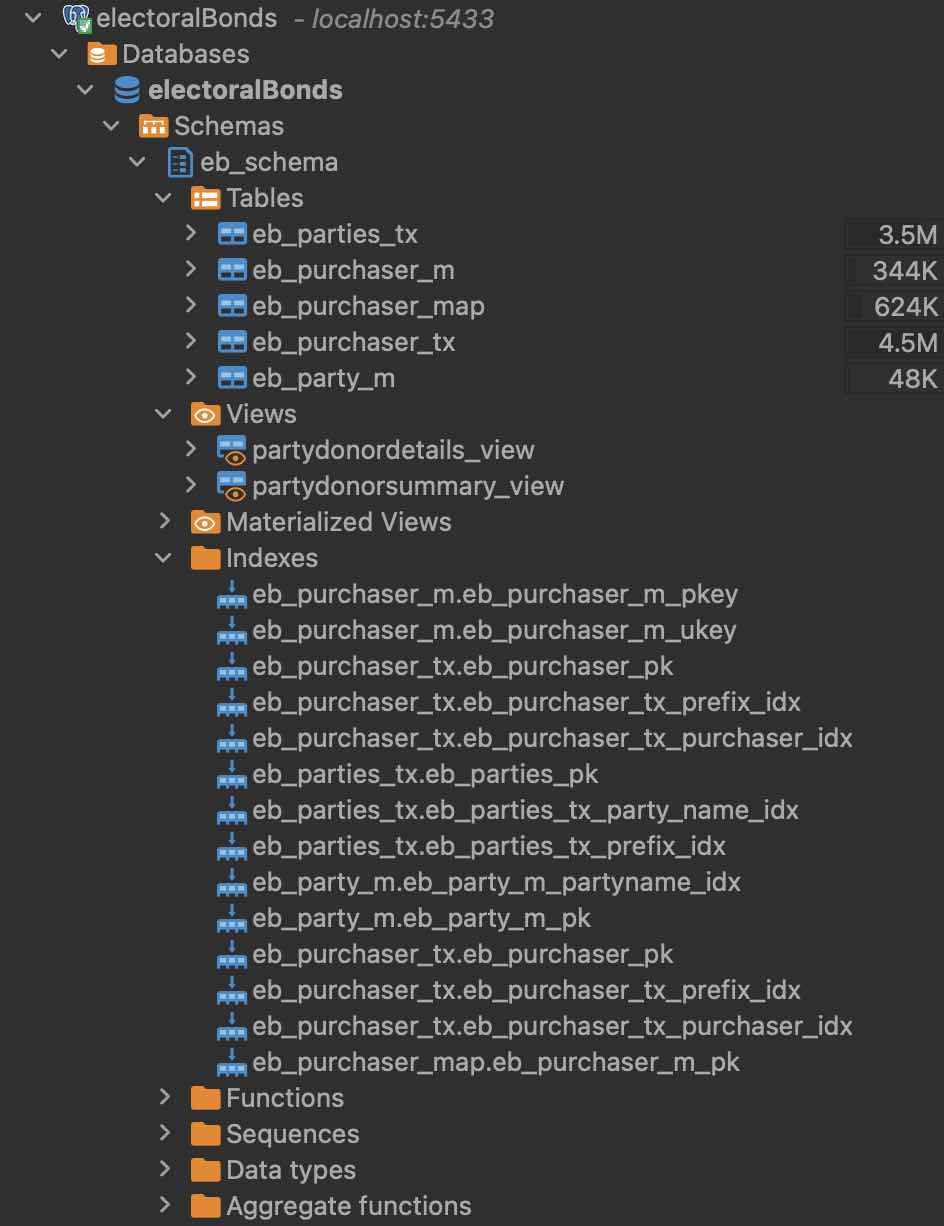 electoralBonds - localhost:5433
Databases
electoralBonds
Schemas
eb_schema
Tables
eb_parties_tx 3.5M
eb_purchaser_m 344K
eb_purchaser_map 624K
eb_purchaser_tx 4.5M
eb_party_m 48K
Views
partydonordetails_view
partydonorsummary_view
Materialized Views
Indexes
eb_purchaser_m.eb_purchaser_m_pkey
eb_purchaser_m.eb_purchaser_m_ukey
eb_purchaser_tx.eb_purchaser_pk
eb_purchaser_tx.eb_purchaser_tx_prefix_idx
eb_purchaser_tx.eb_purchaser_tx_purchaser_idx
eb_parties_tx.eb_parties_pk
eb_parties_tx.eb_parties_tx_party_name_idx
eb_parties_tx.eb_parties_tx_prefix_idx
eb_party_m.eb_party_m_partyname_idx
eb_party_m.eb_party_m_pk
eb_purchaser_tx.eb_purchaser_pk
eb_purchaser_tx.eb_purchaser_tx_prefix_idx
eb_purchaser_tx.eb_purchaser_tx_purchaser_idx
eb_purchaser_map.eb_purchaser_m_pk
Functions
Sequences
Data types
Aggregate functions